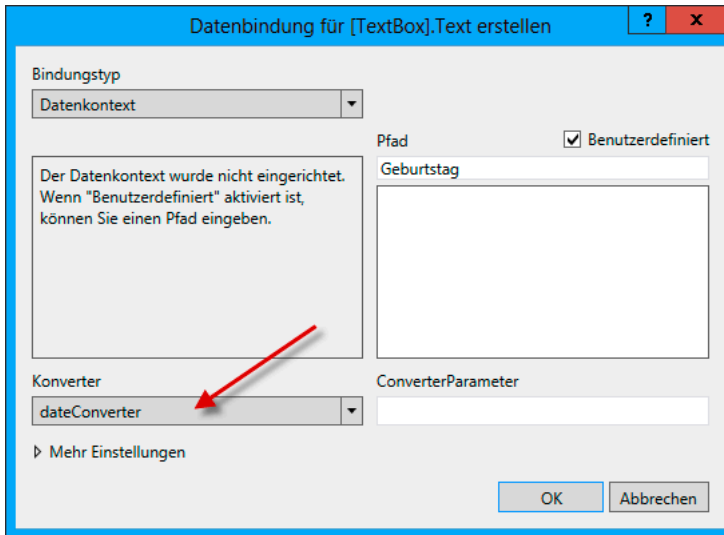 Datenbindung für [TextBox].Text erstellen
? x
Bindungstyp
Datenkontext
Pfad
Benutzerdefiniert
Der Datenkontext wurde nicht eingerichtet.
Wenn "Benutzerdefiniert" aktiviert ist,
können Sie einen Pfad eingeben.
Geburtstag
Konverter
ConverterParameter
dateConverter
Mehr Einstellungen
OK
Abbrechen